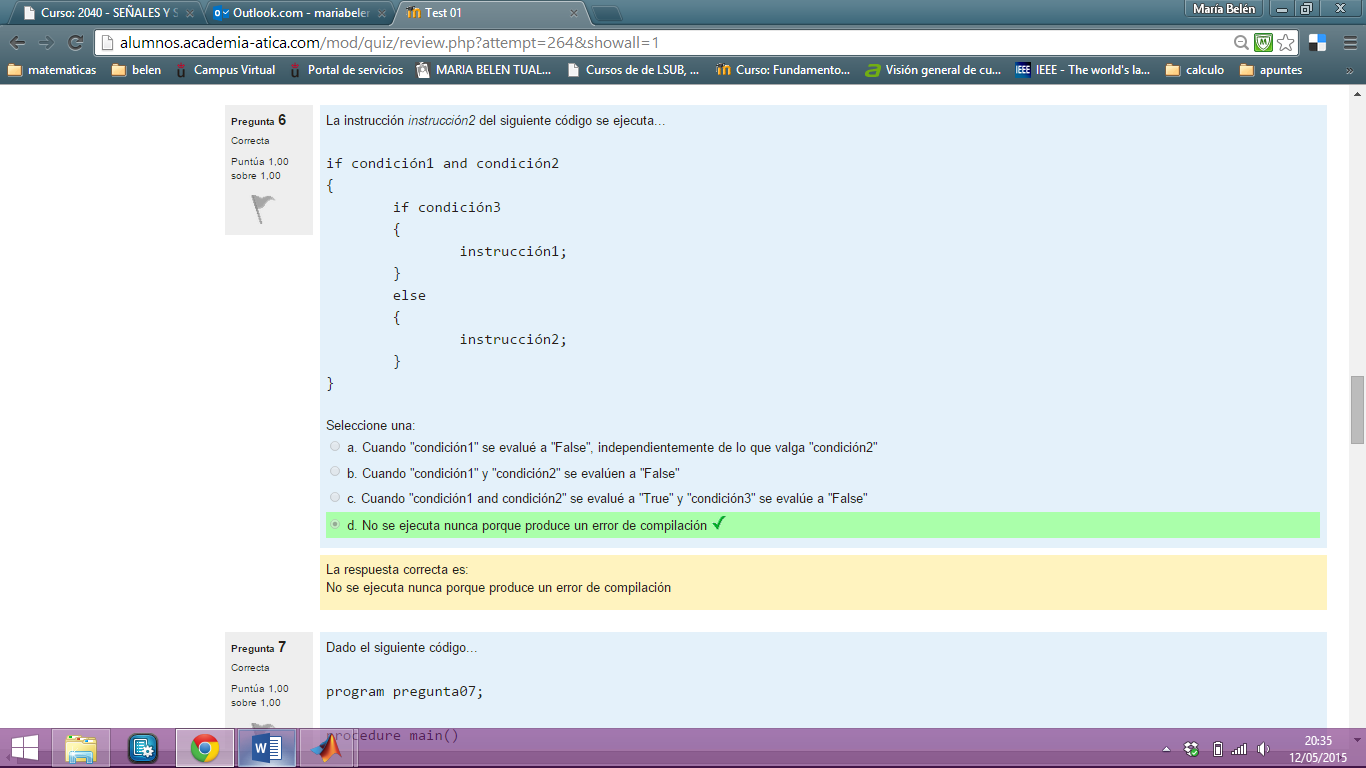 Curso: 2040 - SEÑALES Y S
Outlook.com - mariabeler
Test 01
María Belén
alumnos.academia-atica.com/mod/quiz/review.php?attempt=264&showall=1
matematicas
belen
Campus Virtual
Portal de servicios
MARIA BELEN TUAL...
Cursos de de LSUB, ...
Curso: Fundamento...
Visión general de cu...
IEEE
IEEE - The world's la...
calculo
apuntes
»
Pregunta 6
Correcta
Puntúa 1,00
sobre 1,00
La instrucción instrucción2 del siguiente código se ejecuta...
if condición1 and condición2
{
if condición3
{
instrucción1;
}
else
{
instrucción2;
}
}
Seleccione una:
a. Cuando "condición1" se evalué a "False", independientemente de lo que valga "condición2"
b. Cuando "condición1" y "condición2" se evalúen a "False"
c. Cuando "condición1 and condición2" se evalué a "True" y "condición3" se evalúe a "False"
d. No se ejecuta nunca porque produce un error de compilación
La respuesta correcta es:
No se ejecuta nunca porque produce un error de compilación
Pregunta 7
Correcta
Puntúa 1,00
sobre 1,00
Dado el siguiente código...
program pregunta07;
procedure main()
20:35
12/05/2015